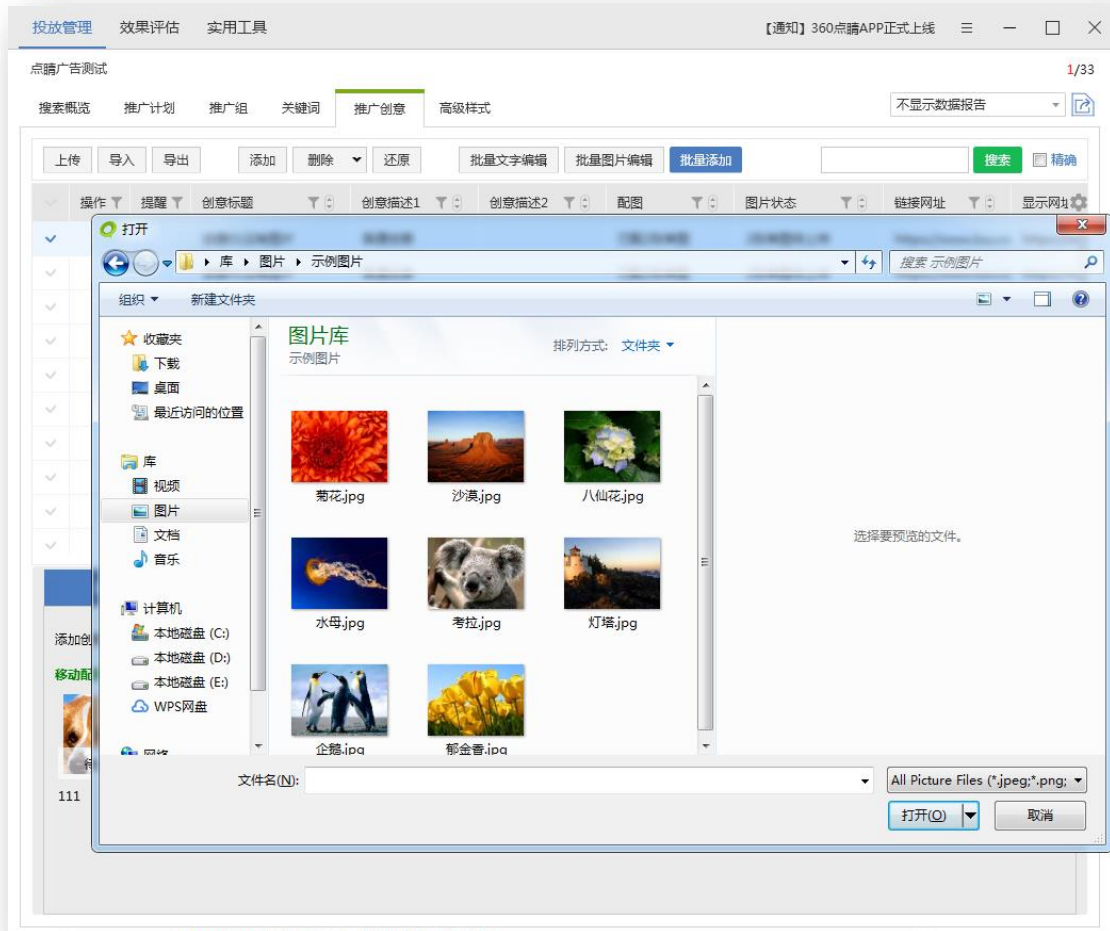 投放管理 效果评估 实用工具 【通知】360点睛APP正式上线
点睛广告测试 1/33
搜索概览 推广计划 推广组 关键词 推广创意 高级样式 不显示数据报告
上传 导入 导出 添加 删除 还原 批量文字编辑 批量图片编辑 批量添加 搜索 精确
操作 提醒 创意标题 创意描述1 创意描述2 配图 图片状态 链接网址 显示网址
打开
库 图片 示例图片 搜索 示例图片
组织 新建文件夹
收藏夹
下载
桌面
最近访问的位置
库
视频
图片
文档
音乐
计算机
本地磁盘 (C:)
本地磁盘 (D:)
本地磁盘 (E:)
WPS网盘
网络
图片库
示例图片
排列方式: 文件夹
菊花.jpg 沙漠.jpg 八仙花.jpg
水母.jpg 考拉.jpg 灯塔.jpg
企鹅.jpg 郁金香.jpg
选择要预览的文件。
添加创
移动配
111
文件名(N): All Picture Files (*.jpeg;*.png;
打开(O) 取消